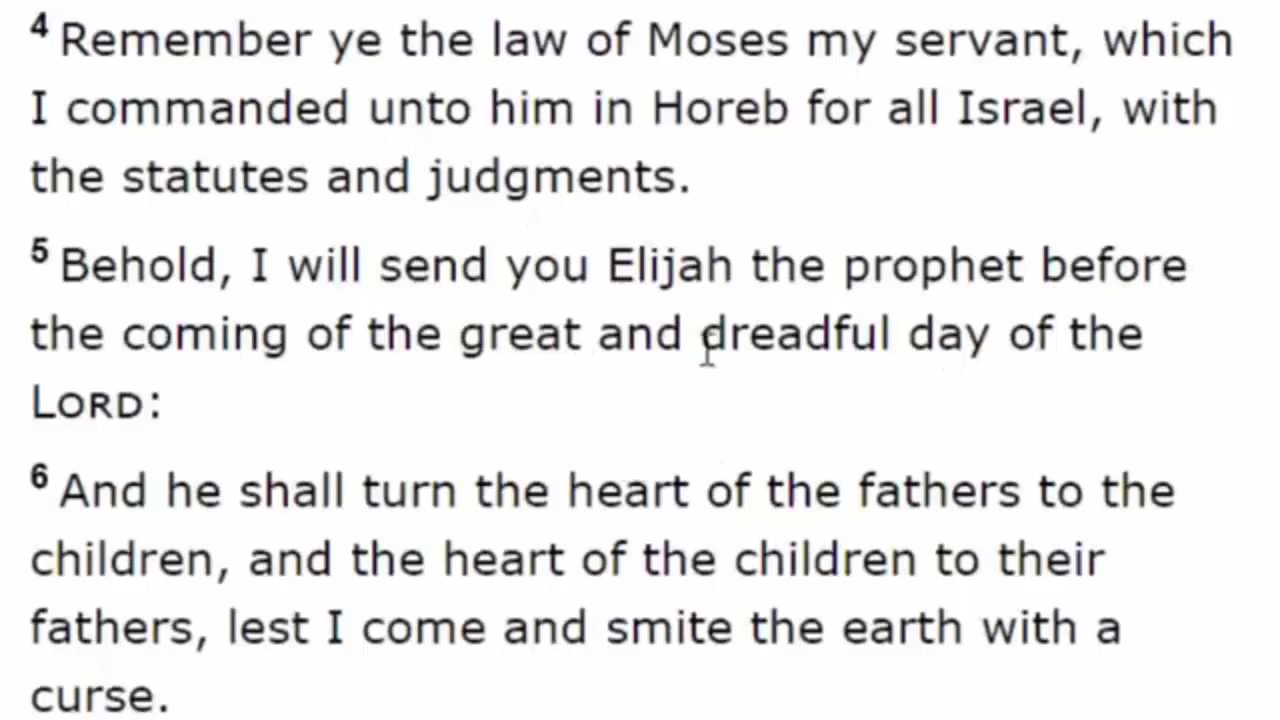 4 Remember ye the law of Moses my servant, which
I commanded unto him in Horeb for all Israel, with
the statutes and judgments.
5 Behold, I will send you Elijah the prophet before
the coming of the great and dreadful day of the
LORD:
6 And he shall turn the heart of the fathers to the
children, and the heart of the children to their
fathers, lest I come and smite the earth with a
curse.